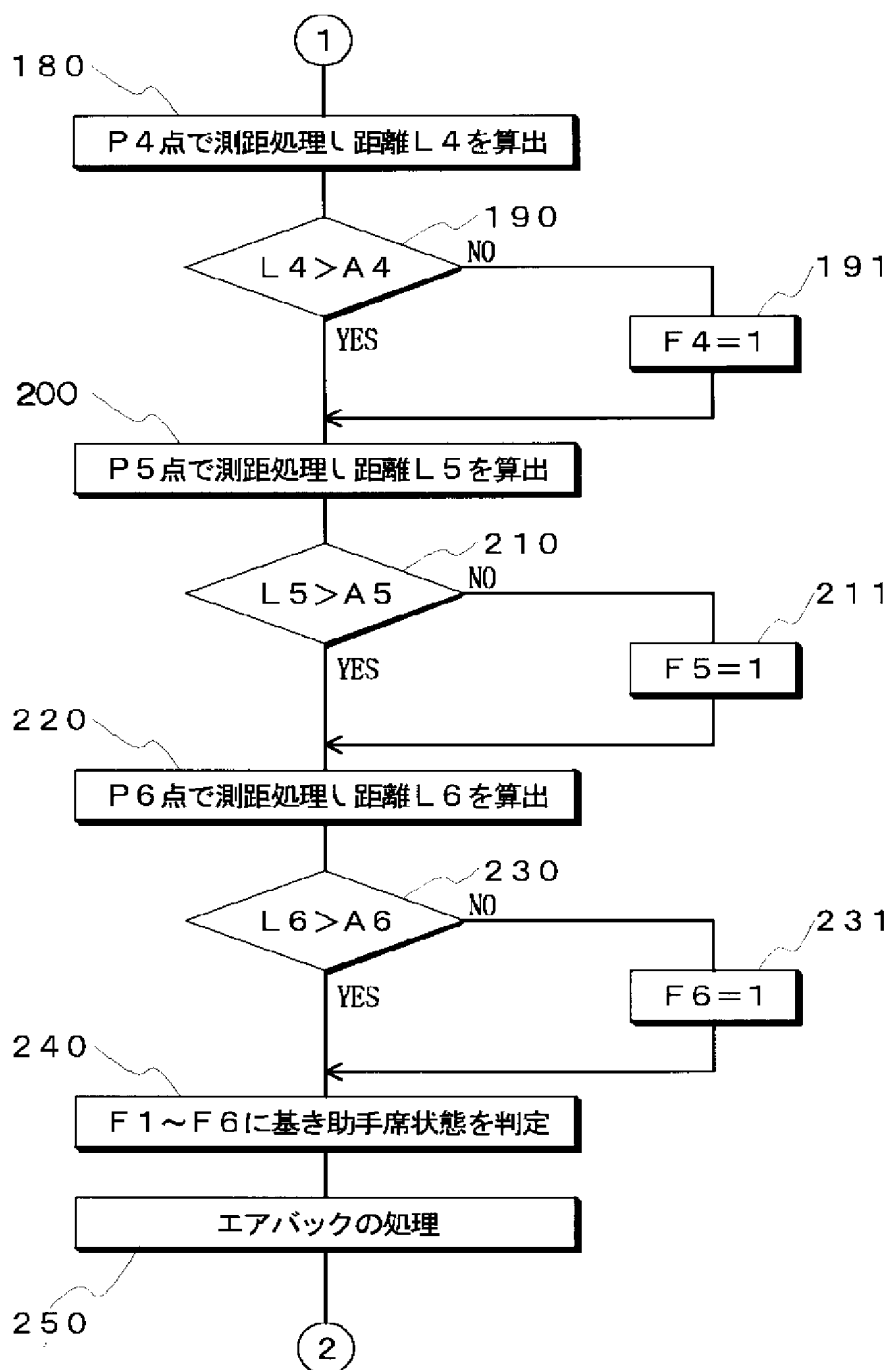 1
180
P4点で測距処理し距離L4を算出
190
L4>A4
NO
191
F4=1
YES
200
P5点で測距処理し距離L5を算出
210
L5>A5
NO
211
F5=1
YES
220
P6点で測距処理し距離L6を算出
230
L6>A6
NO
231
F6=1
YES
240
F1~F6に基き助手席状態を判定
エアバックの処理
250
2